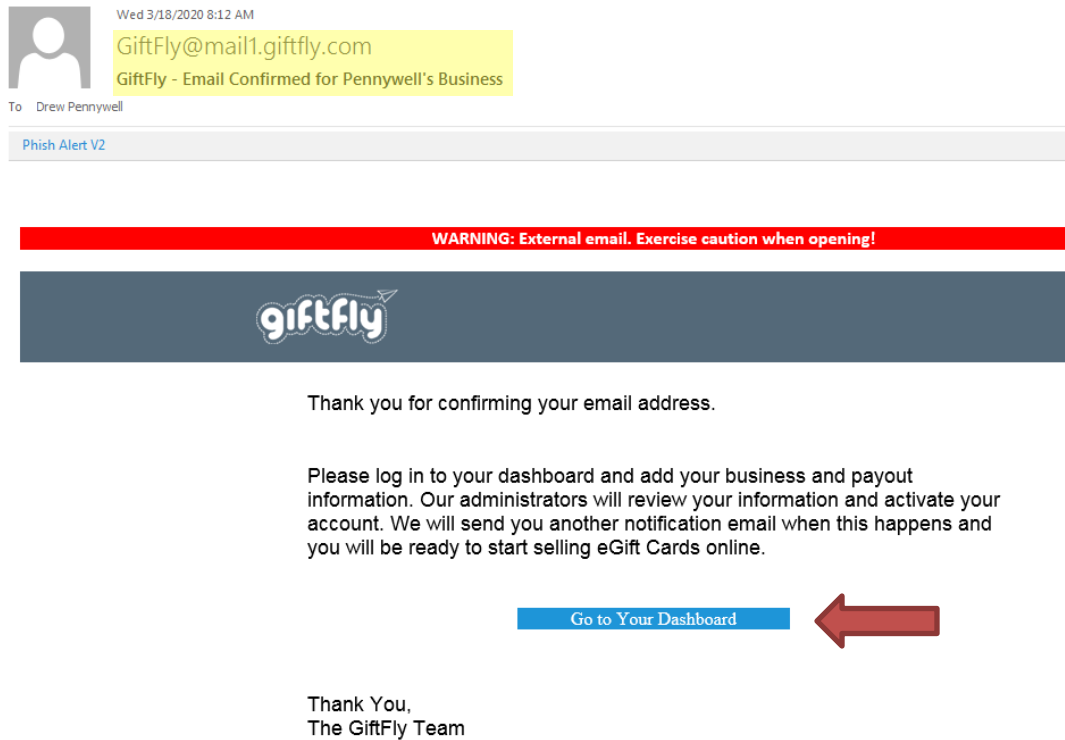 Wed 3/18/2020 8:12 AM
GiftFly@mail1.giftfly.com
GiftFly - Email Confirmed for Pennywell's Business
To Drew Pennywell
Phish Alert V2
WARNING: External email. Exercise caution when opening!
giftfly
Thank you for confirming your email address.
Please log in to your dashboard and add your business and payout
information. Our administrators will review your information and activate your
account. We will send you another notification email when this happens and
you will be ready to start selling eGift Cards online.
Go to Your Dashboard
Thank You,
The GiftFly Team